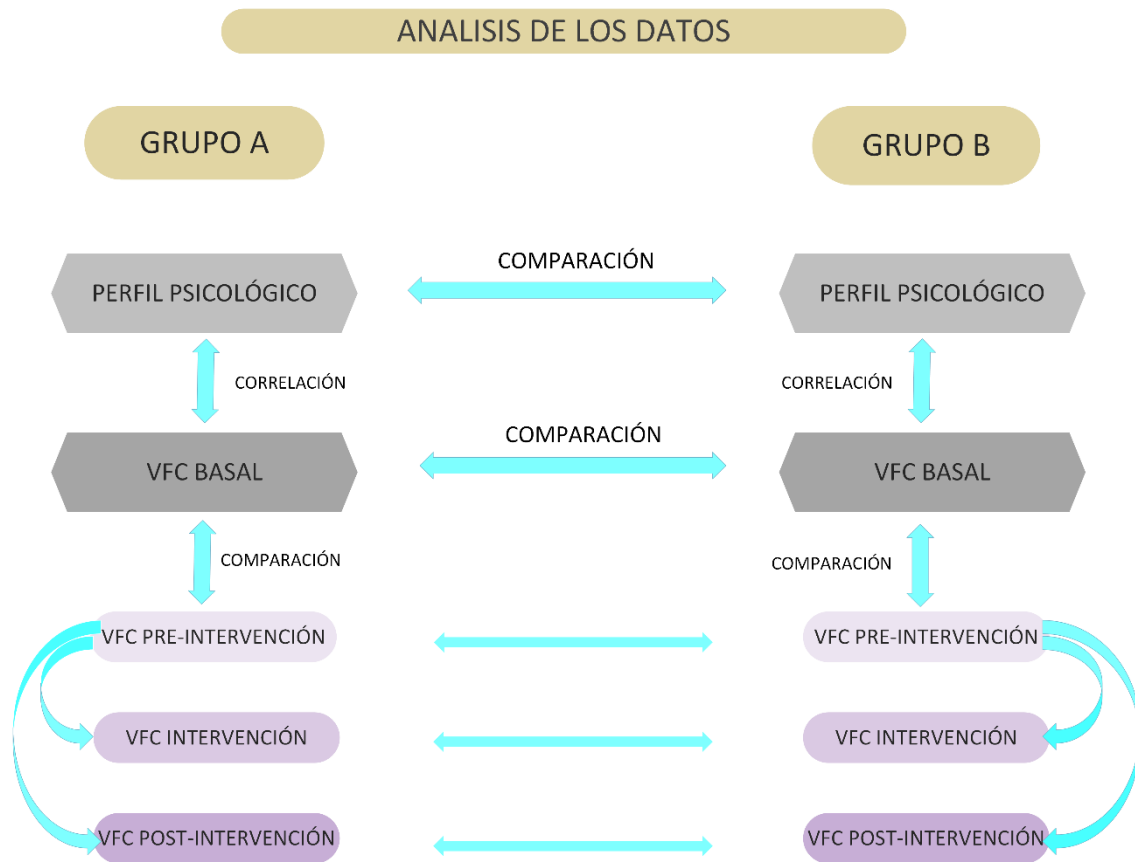 ANALISIS DE LOS DATOS
GRUPO A
GRUPO B
PERFIL PSICOLÓGICO
COMPARACIÓN
PERFIL PSICOLÓGICO
CORRELACIÓN
CORRELACIÓN
VFC BASAL
COMPARACIÓN
VFC BASAL
COMPARACIÓN
COMPARACIÓN
VFC PRE-INTERVENCIÓN
VFC PRE-INTERVENCIÓN
VFC INTERVENCIÓN
VFC INTERVENCIÓN
VFC POST-INTERVENCIÓN
VFC POST-INTERVENCIÓN